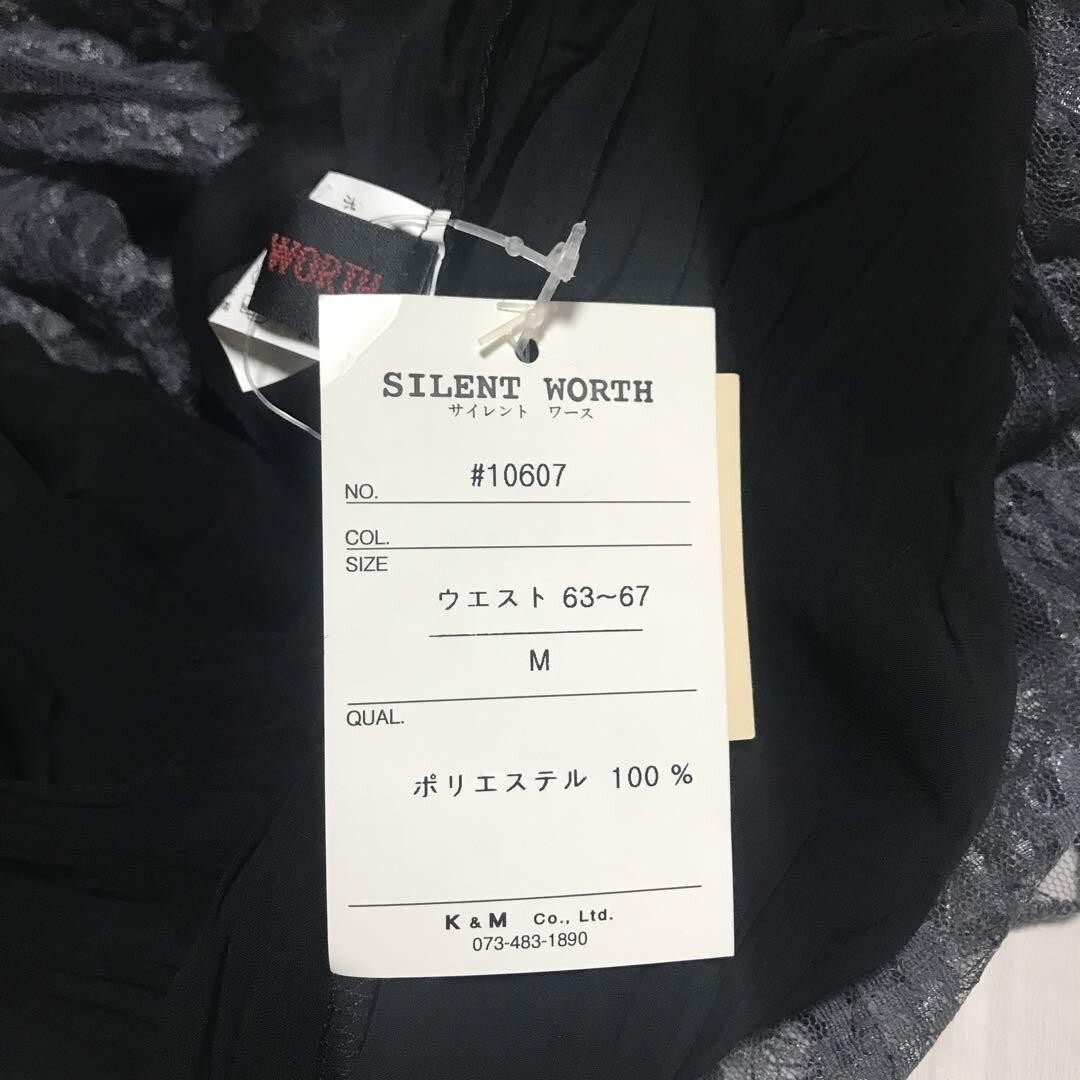 WORTH
SILENT WORTH
サイレント ワース
NO. #10607
COL.
SIZE
ウエスト 63~67
M
QUAL.
ポリエステル 100 %
K & M Co., Ltd.
073-483-1890